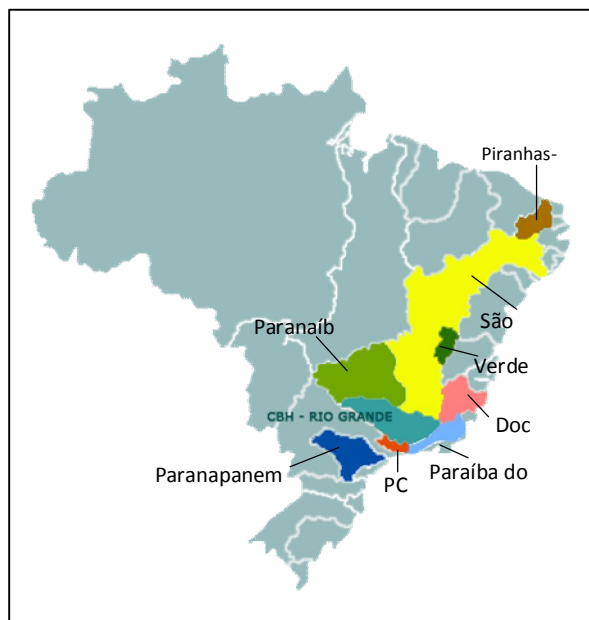 Piranhas-
São
Paranaíb
Verde
CBH - RIO GRANDE
Doc
Paranapanem
PC
Paraíba do